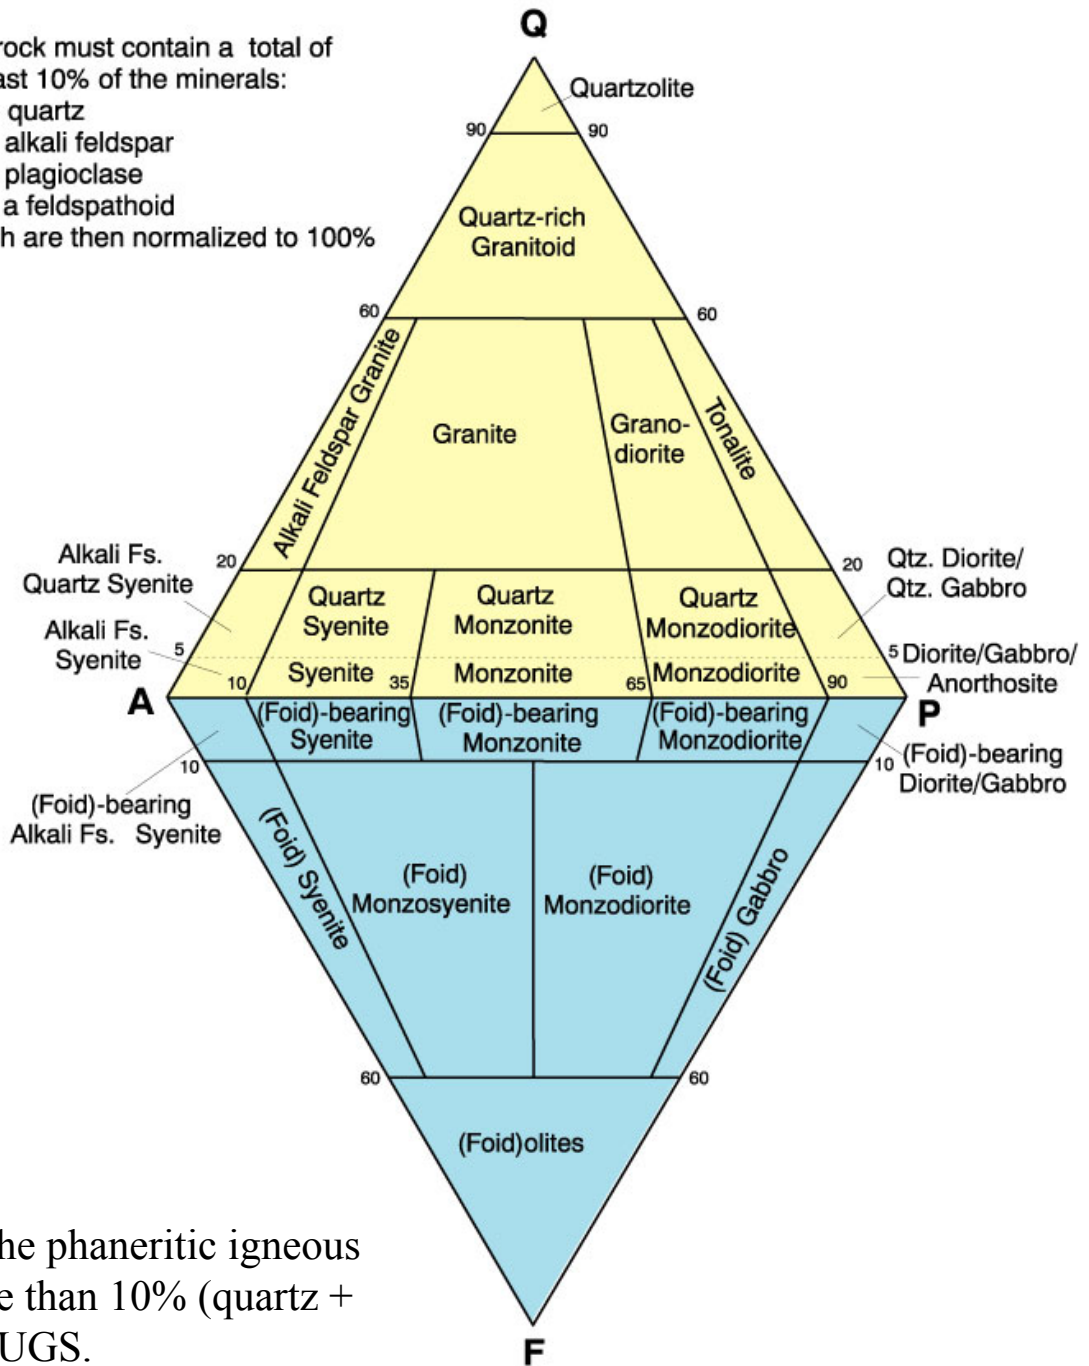 Q
rock must contain a total of
ast 10% of the minerals:
quartz
alkali feldspar
plagioclase
a feldspathoid
h are then normalized to 100%
Quartzolite
90
90
Quartz-rich
Granitoid
60
60
Alkali Feldspar Granite
Granite
Grano-
diorite
Tonalite
Alkali Fs.
Quartz Syenite
20
20
Qtz. Diorite/
Qtz. Gabbro
Quartz
Syenite
Quartz
Monzonite
Quartz
Monzodiorite
Alkali Fs.
Syenite
5
5
Diorite/Gabbro/
Anorthosite
10
Syenite
35
Monzonite
65
Monzodiorite
90
A
P
(Foid)-bearing
Syenite
(Foid)-bearing
Monzonite
(Foid)-bearing
Monzodiorite
10
10
(Foid)-bearing
Diorite/Gabbro
(Foid)-bearing
Alkali Fs. Syenite
(Foid) Syenite
(Foid)
Monzosyenite
(Foid)
Monzodiorite
(Foid) Gabbro
60
60
(Foid)olites
he phaneritic igneous
e than 10% (quartz +
UGS.
F